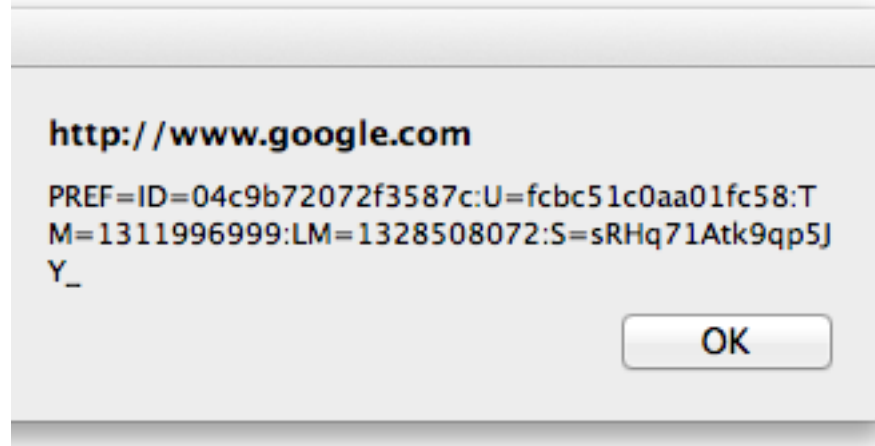 http://www.google.com
PREF=ID=04c9b72072f3587c:U=fcbc51c0aa01fc58:T
M=1311996999:LM=1328508072:S=sRHq71Atk9qp5J
Y_
OK